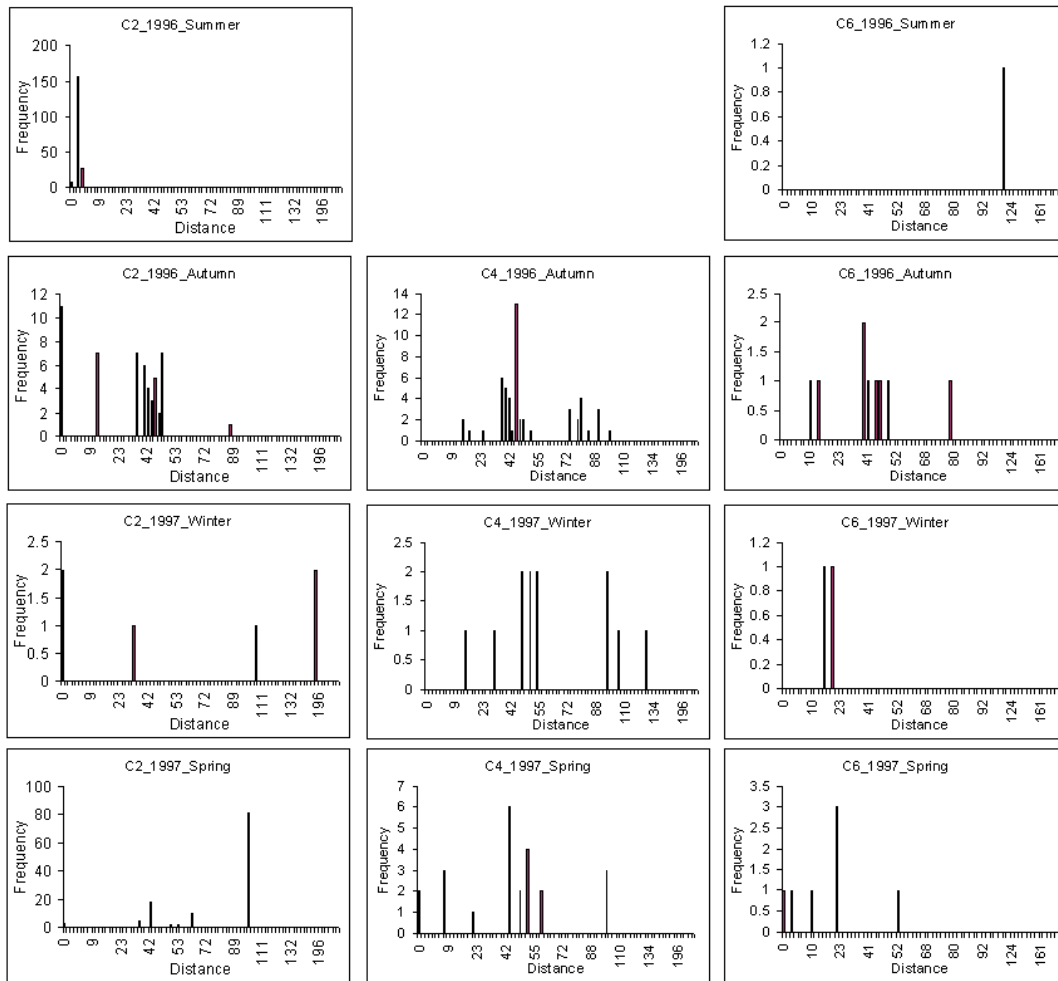 C2_1996_Summer
Frequency
200
150
100
50
0
0 9 23 42 53 72 89 111 132 196
Distance
C6_1996_Summer
Frequency
1.2
1
0.8
0.6
0.4
0.2
0
0 10 23 41 52 68 92 124 161
Distance
C2_1996_Autumn
Frequency
12
10
8
6
4
2
0
0 9 23 42 53 72 89 111 132 196
Distance
C4_1996_Autumn
Frequency
14
12
10
8
6
4
2
0
0 9 23 42 55 72 88 110 134 196
Distance
C6_1996_Autumn
Frequency
2.5
2
1.5
1
0.5
0
0 10 23 41 52 68 80 92 124 161
Distance
C2_1997_Winter
Frequency
2.5
2
1.5
1
0.5
0
0 9 23 42 53 72 89 111 132 196
Distance
C4_1997_Winter
Frequency
2.5
2
1.5
1
0.5
0
0 9 23 42 55 72 88 110 134 196
Distance
C6_1997_Winter
Frequency
1.2
1
0.8
0.6
0.4
0.2
0
0 10 23 41 52 68 80 92 124 161
Distance
C2_1997_Spring
Frequency
100
80
60
40
20
0
0 9 23 42 53 72 89 111 132 196
Distance
C4_1997_Spring
Frequency
7
6
5
4
3
2
1
0
0 9 23 42 55 72 88 110 134 196
Distance
C6_1997_Spring
Frequency
3.5
3
2.5
2
1.5
1
0.5
0
0 10 23 41 52 68 80 92 124 161
Distance